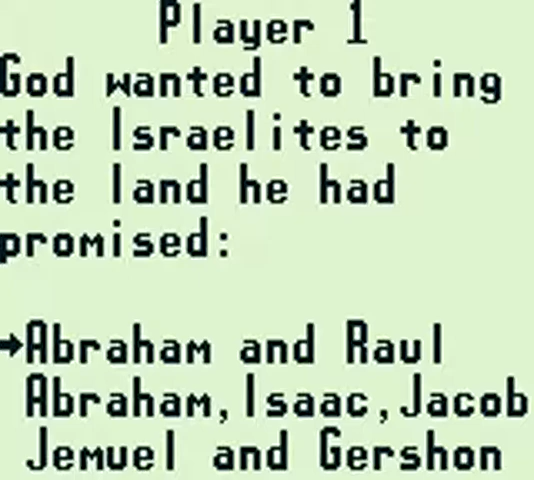 Player 1
God wanted to bring
the Israelites to
the land he had
promised:
→Abraham and Raul
Abraham,Isaac,Jacob
Jemuel and Gershon